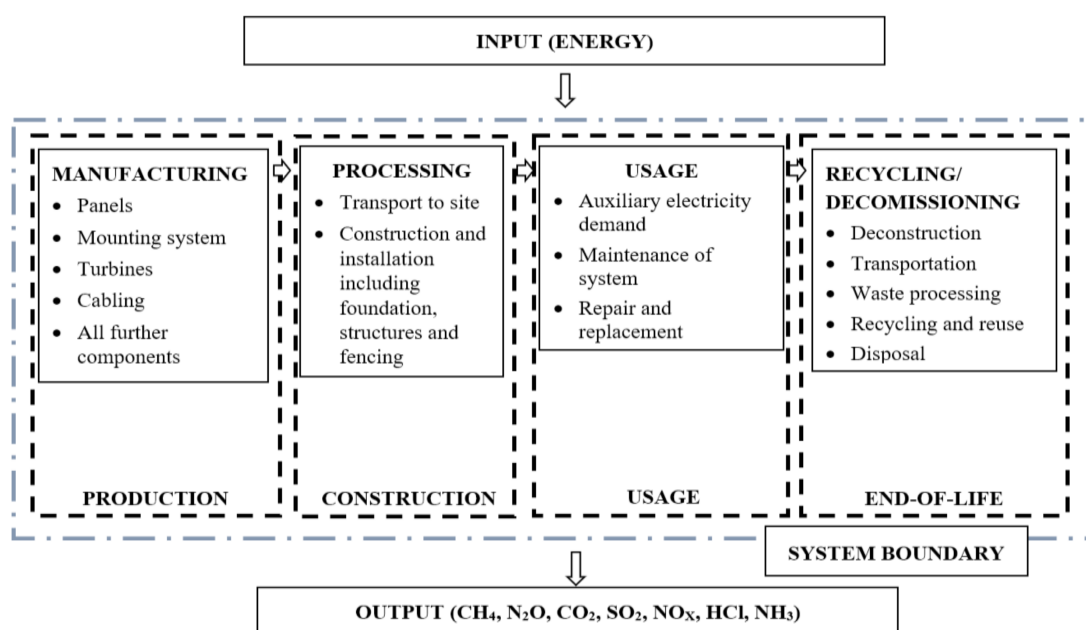 INPUT (ENERGY)
MANUFACTURING
• Panels
• Mounting system
• Turbines
• Cabling
• All further
components
PRODUCTION
PROCESSING
• Transport to site
• Construction and
installation
including
foundation,
structures and
fencing
CONSTRUCTION
USAGE
• Auxiliary electricity
demand
• Maintenance of
system
• Repair and
replacement
USAGE
RECYCLING/
DECOMISSIONING
• Deconstruction
• Transportation
• Waste processing
• Recycling and reuse
• Disposal
END-OF-LIFE
SYSTEM BOUNDARY
OUTPUT (CH₄, N₂O, CO₂, SO₂, NOₓ, HCl, NH₃)